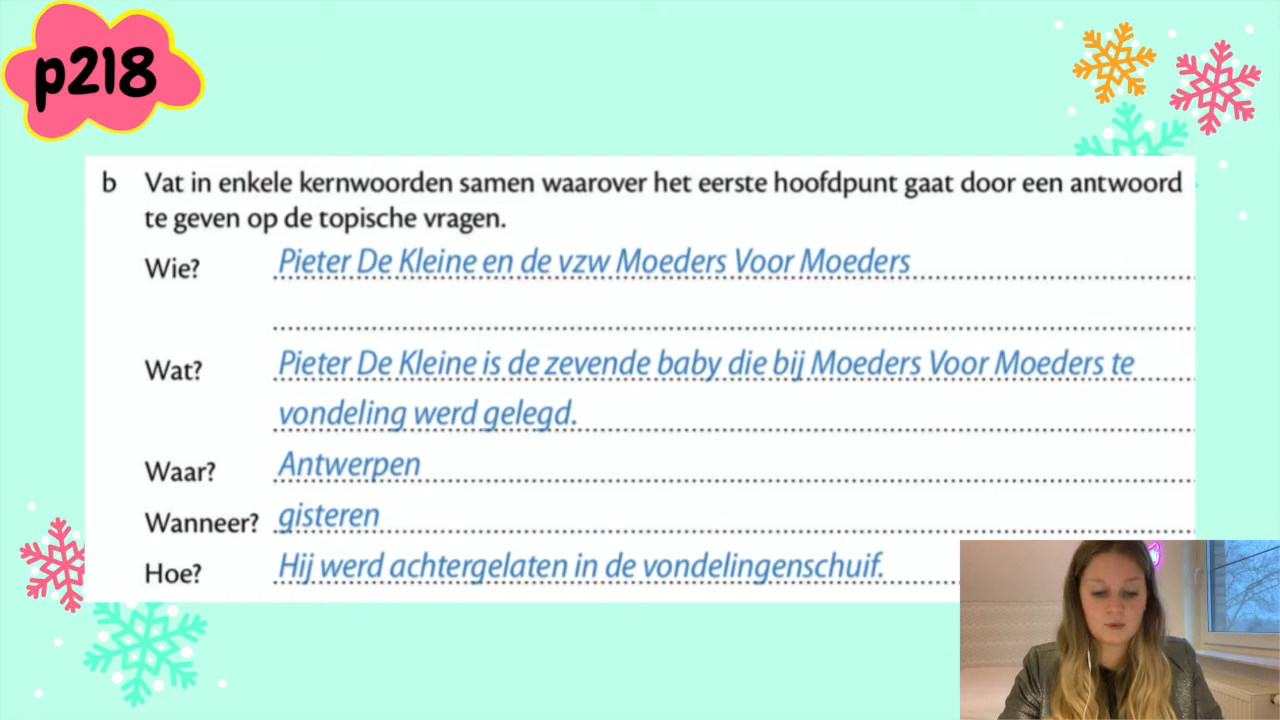 p218
b Vat in enkele kernwoorden samen waarover het eerste hoofdpunt gaat door een antwoord
te geven op de topische vragen.
Wie? Pieter De Kleine en de vzw Moeders Voor Moeders
Wat? Pieter De Kleine is de zevende baby die bij Moeders Voor Moeders te
vondeling werd gelegd.
Waar? Antwerpen
Wanneer? gisteren
Hoe? Hij werd achtergelaten in de vondelingenschuif.